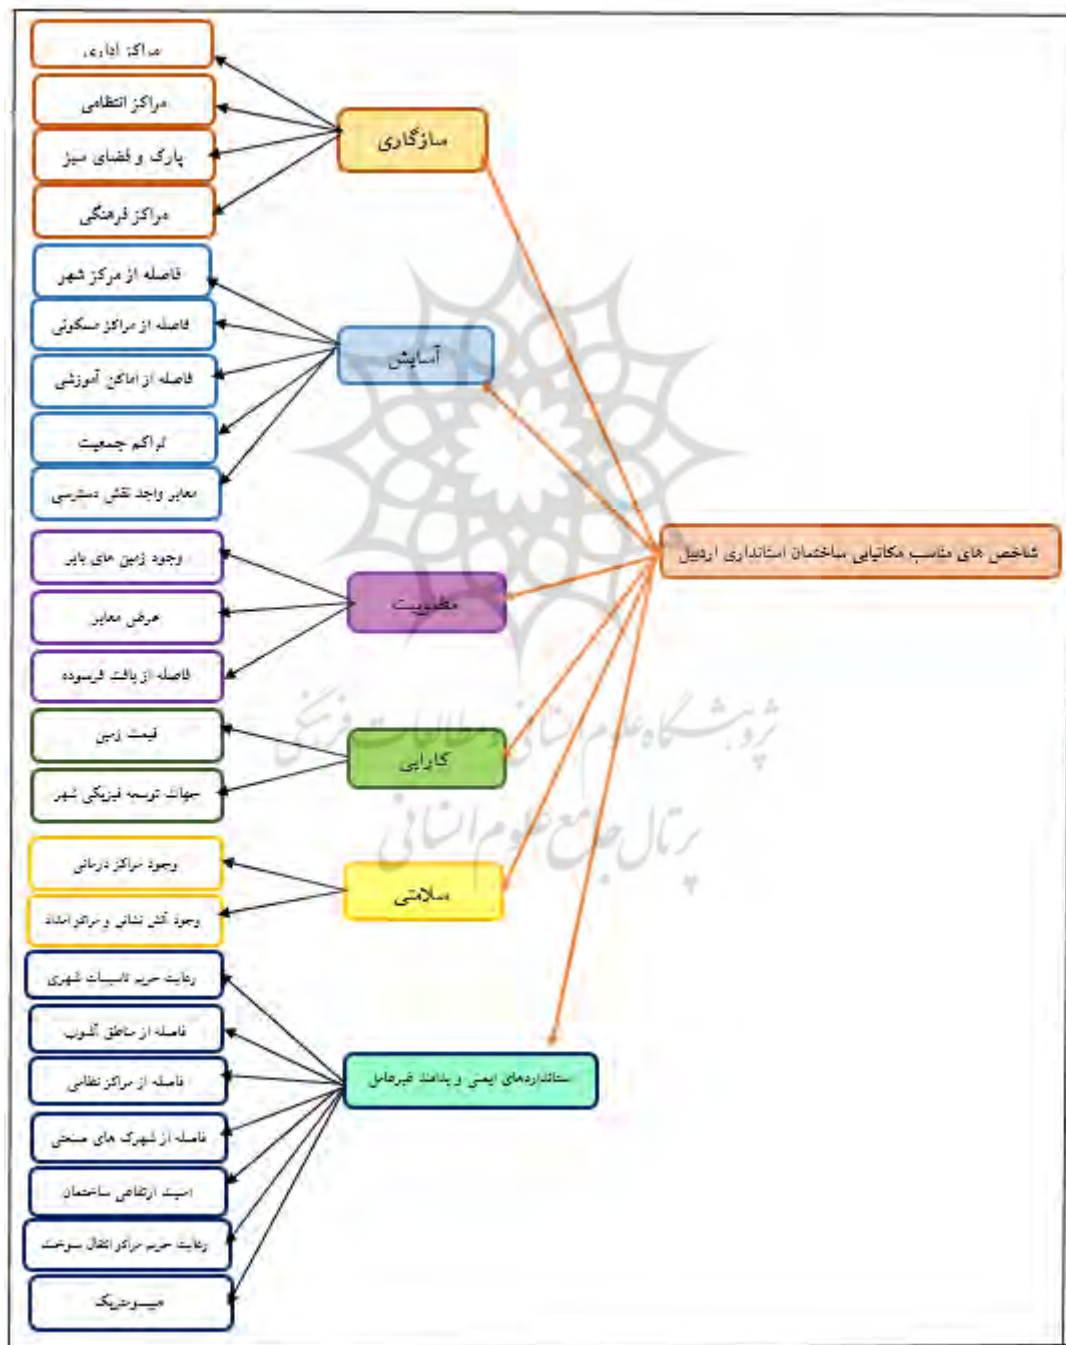 شاخص های مناسب مکانیابی ساختمان استانداری اردبیل
سازگاری
مراکز اداری
مراکز انتظامی
پارک و فضای سبز
مراکز فرهنگی
آسایش
فاصله از مرکز شهر
فاصله از مراکز مسکونی
فاصله از اماکن آموزشی
تراکم جمعیت
معابر واجد نقش دسترسی
مطلوبیت
وجود زمین های بایر
عرض معابر
فاصله از بافت فرسوده
کارایی
قیمت زمین
جهات توسعه فیزیکی شهر
سلامتی
وجود مراکز درمانی
وجود آتش نشانی و مراکز امداد
استانداردهای ایمنی و پدافند غیرعامل
رعایت حریم تاسیسات شهری
فاصله از مناطق آشوب
فاصله از مراکز نظامی
فاصله از شهرک های صنعتی
ارتفاعی ساختمان
رعایت حریم مراکز انتقال سوخت
هیپسومتریک
پژوهشگاه علوم انسانی و مطالعات فرهنگی
پرتال جامع علوم انسانی